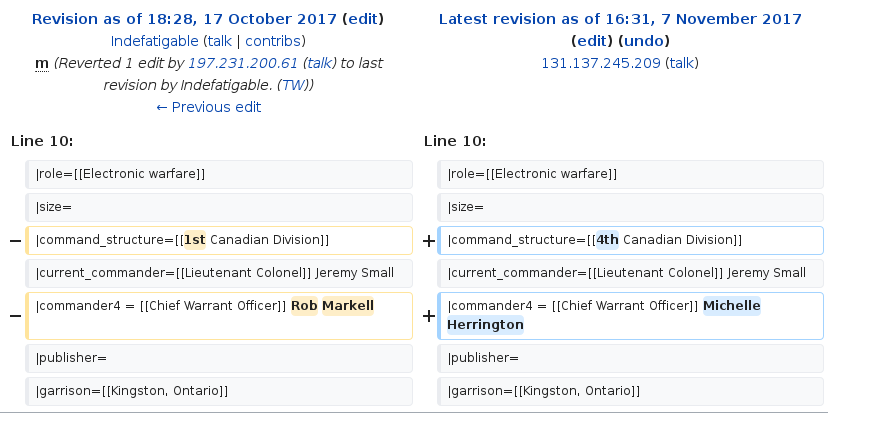 Revision as of 18:28, 17 October 2017 (edit)
Indefatigable (talk | contribs)
m (Reverted 1 edit by 197.231.200.61 (talk) to last
revision by Indefatigable. (TW))
← Previous edit
Latest revision as of 16:31, 7 November 2017
(edit) (undo)
131.137.245.209 (talk)
Line 10:
Line 10:
|role=[[Electronic warfare]]
|role=[[Electronic warfare]]
|size=
|size=
− |command_structure=[[1st Canadian Division]]
+ |command_structure=[[4th Canadian Division]]
|current_commander=[[Lieutenant Colonel]] Jeremy Small
|current_commander=[[Lieutenant Colonel]] Jeremy Small
− |commander4 = [[Chief Warrant Officer]] Rob Markell
+ |commander4 = [[Chief Warrant Officer]] Michelle
Herrington
|publisher=
|publisher=
|garrison=[[Kingston, Ontario]]
|garrison=[[Kingston, Ontario]]